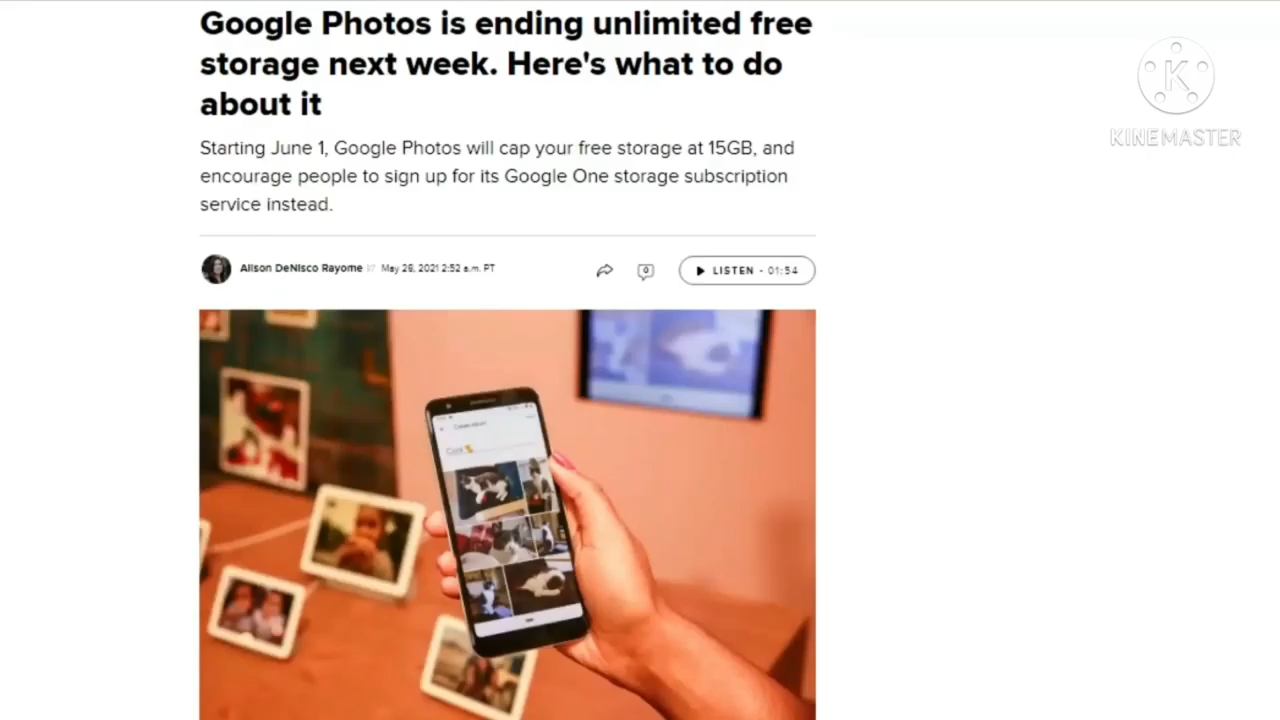 Google Photos is ending unlimited free
storage next week. Here's what to do
about it
K
KINEMASTER
Starting June 1, Google Photos will cap your free storage at 15GB, and
encourage people to sign up for its Google One storage subscription
service instead.
Alison DeNisco Rayome May 26, 2021 2:52 a.m. PT
0
LISTEN - 01:54
Cool